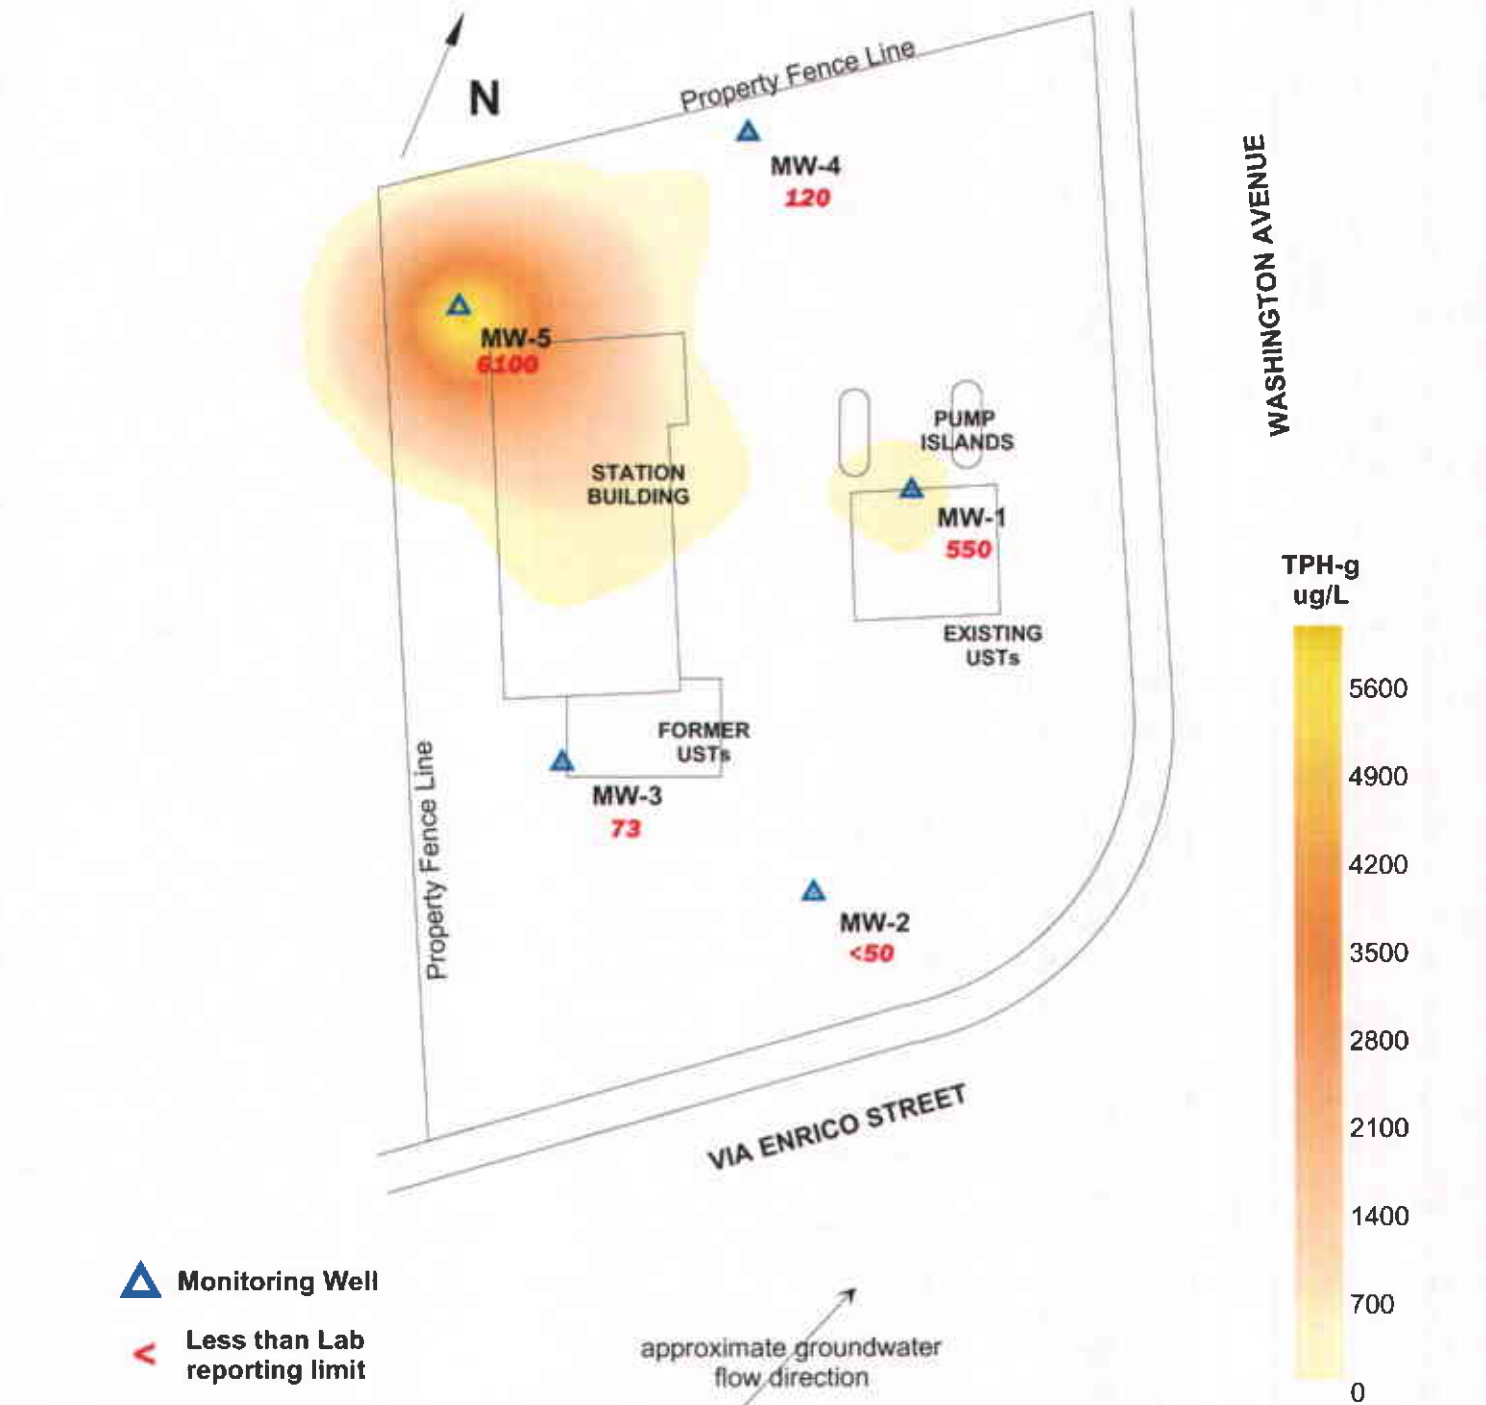 N
Property Fence Line
MW-4
120
WASHINGTON AVENUE
MW-5
6100
PUMP
ISLANDS
STATION
BUILDING
MW-1
550
TPH-g
ug/L
EXISTING
USTs
5600
4900
4200
3500
2800
2100
1400
700
0
FORMER
USTs
MW-3
73
Property Fence Line
MW-2
<50
VIA ENRICO STREET
Monitoring Well
< Less than Lab
reporting limit
approximate groundwater
flow direction